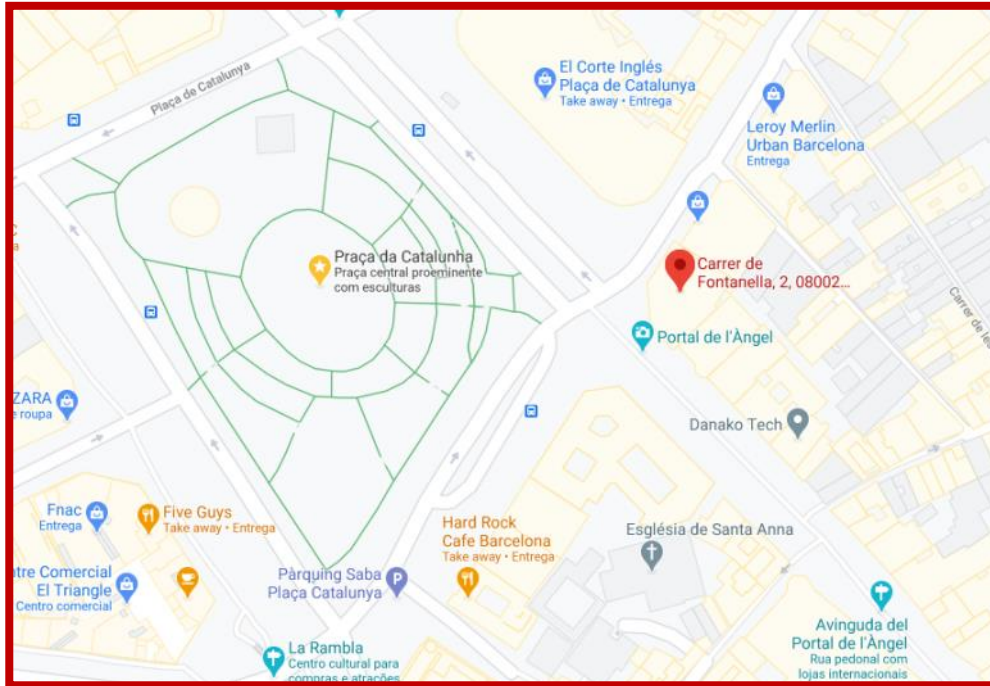 Plaça de Catalunya
El Corte Inglés
Plaça de Catalunya
Take away • Entrega
Leroy Merlin
Urban Barcelona
Entrega
Praça da Catalunha
Praça central proeminente
com esculturas
Carrer de
Fontanella, 2, 08002...
Portal de l'Àngel
ZARA
e roupa
Danako Tech
Fnac
Entrega
Five Guys
Take away • Entrega
Hard Rock
Cafe Barcelona
Take away • Entrega
Església de Santa Anna
ntre Comercial
El Triangle
Centro comercial
Pàrquing Saba
Plaça Catalunya
P
La Rambla
Centro cultural para
compras e atrações
Avinguda del
Portal de l'Àngel
Rua pedonal com
lojas internacionais